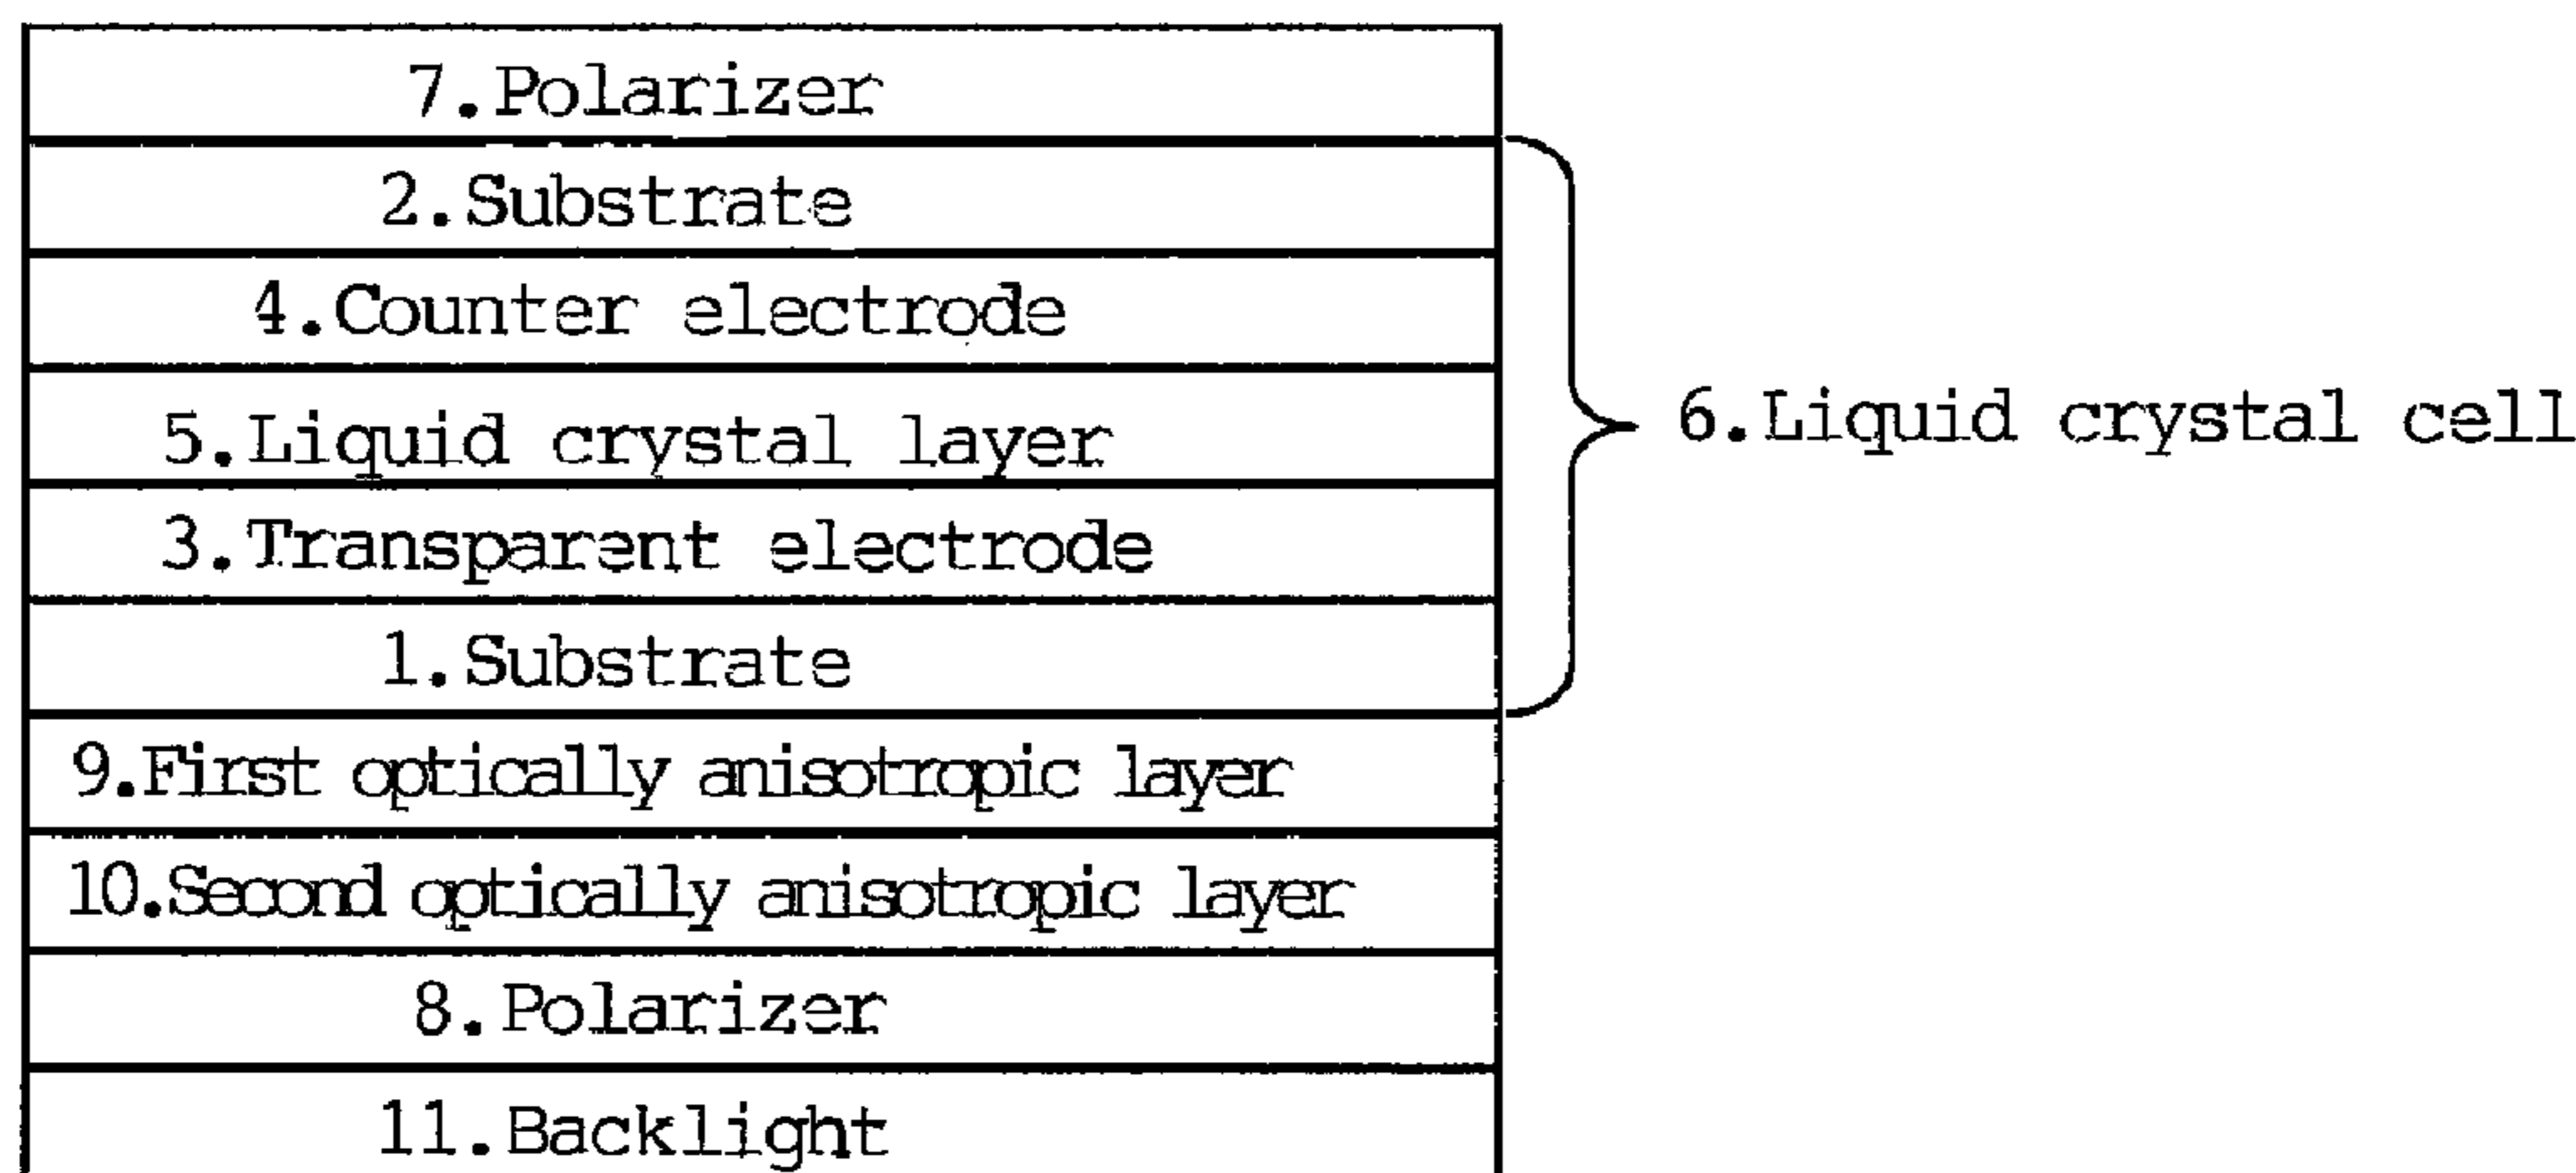 7.Polarizer
2.Substrate
4.Counter electrode
5.Liquid crystal layer
3.Transparent electrode
1.Substrate
9.First optically anisotropic layer
10.Second optically anisotropic layer
8.Polarizer
11.Backlight
6.Liquid crystal cell